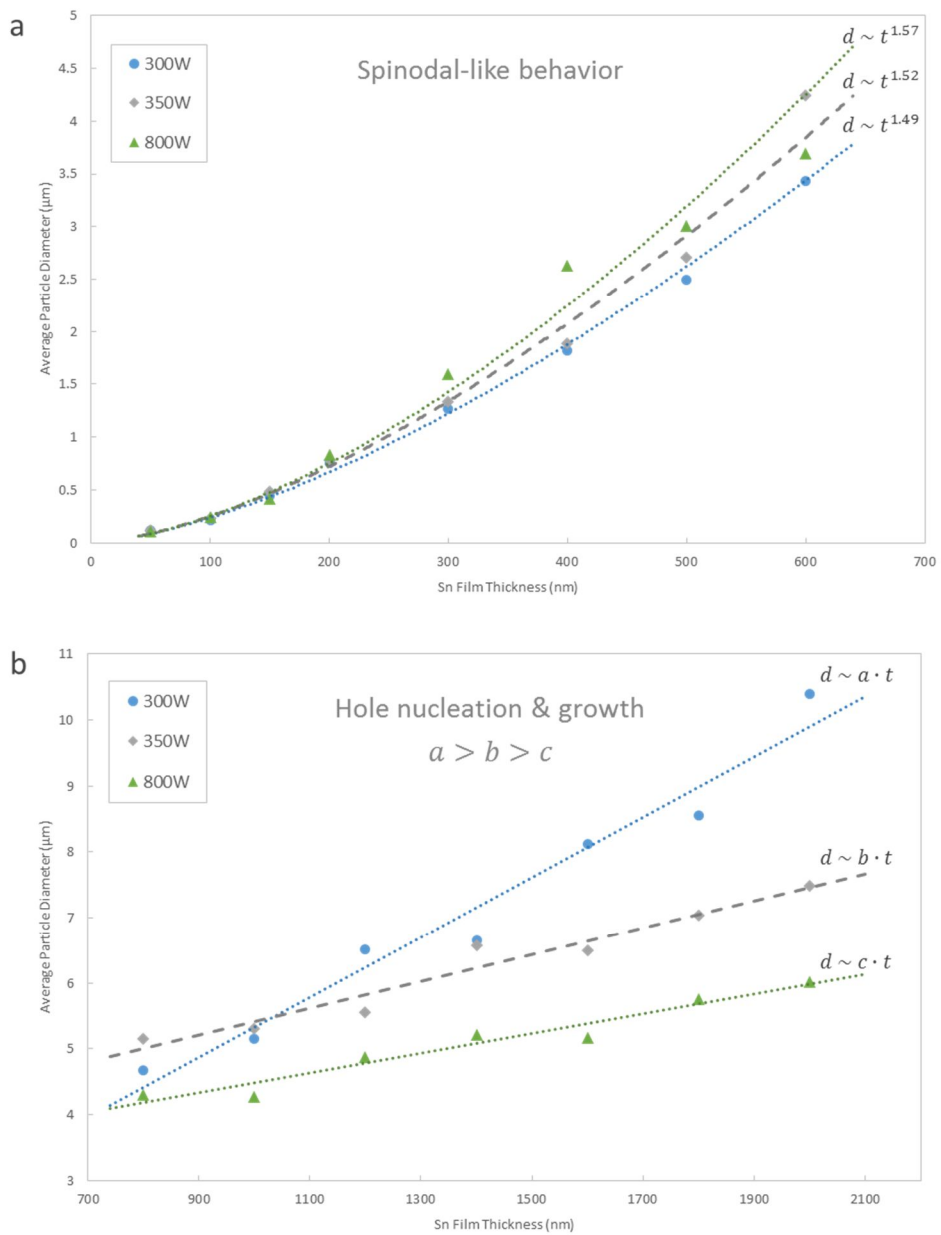 a
5
4.5
4
3.5
3
2.5
2
1.5
1
0.5
0
Average Particle Diameter (µm)
300W
350W
800W
Spinodal-like behavior
d ~ t^1.57
d ~ t^1.52
d ~ t^1.49
0 100 200 300 400 500 600 700
Sn Film Thickness (nm)
b
11
10
9
8
7
6
5
4
3
Average Particle Diameter (µm)
300W
350W
800W
Hole nucleation & growth
a > b > c
d ~ a · t
d ~ b · t
d ~ c · t
700 900 1100 1300 1500 1700 1900 2100
Sn Film Thickness (nm)